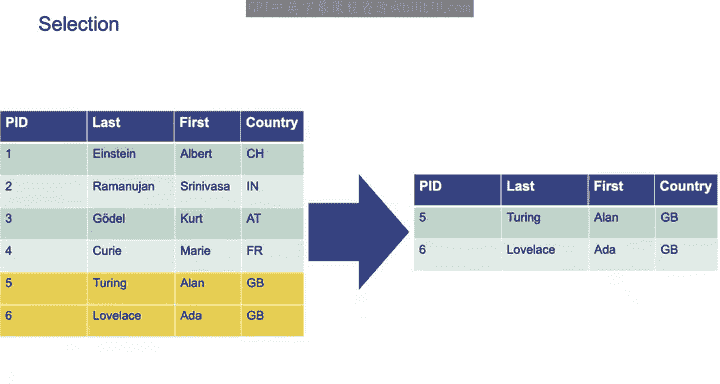 Selection
PID Last First Country
1 Einstein Albert CH
2 Ramanujan Srinivasa IN
3 Gödel Kurt AT
4 Curie Marie FR
5 Turing Alan GB
6 Lovelace Ada GB
PID Last First Country
5 Turing Alan GB
6 Lovelace Ada GB